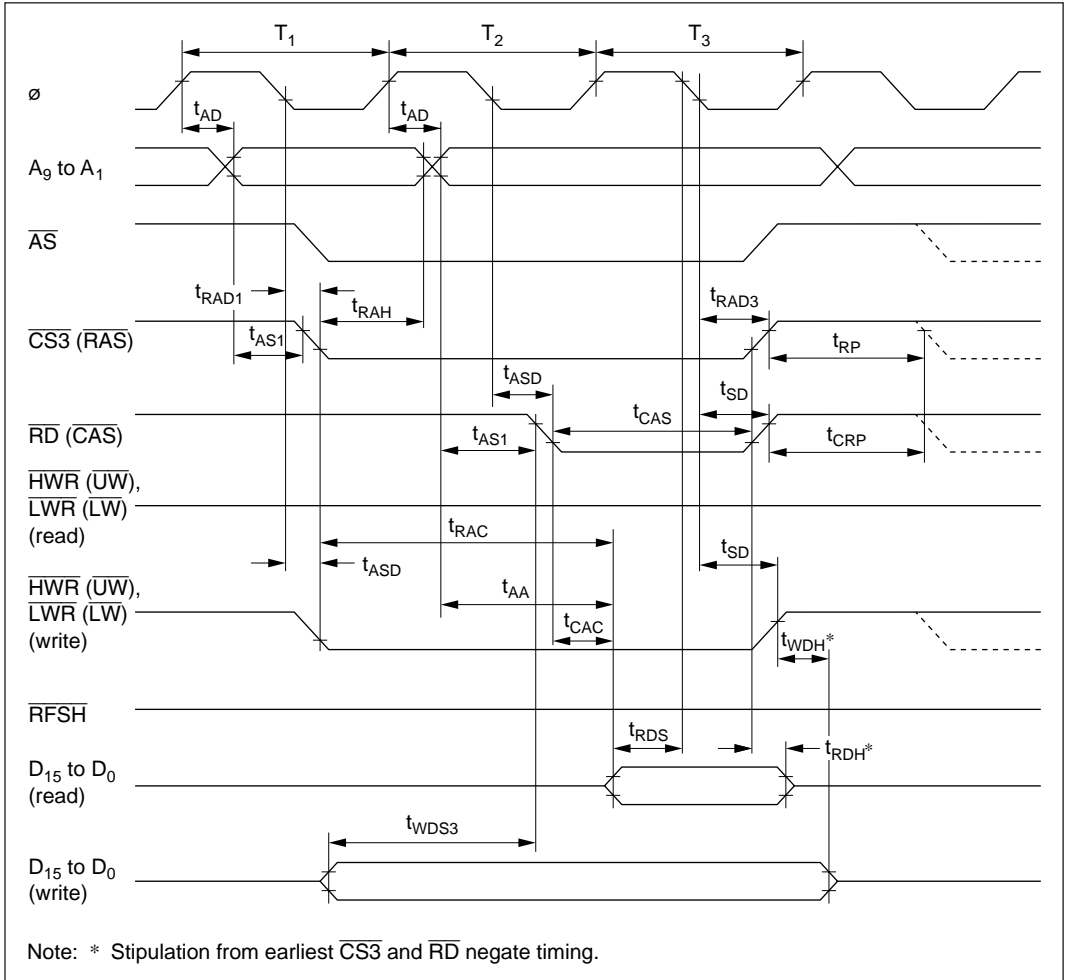 T1 T2 T3
ø
tAD tAD
A9 to A1
AS
tRAD1 tRAH tRAD3
CS3 (RAS) tAS1 tRP
tASD tSD
RD (CAS) tAS1 tCAS tCRP
HWR (UW),
LWR (LW)
(read)
tRAC
tASD tSD
HWR (UW),
LWR (LW)
(write)
tAA
tCAC
tWDH*
RFSH
tRDS tRDH*
D15 to D0
(read)
tWDS3
D15 to D0
(write)
Note: * Stipulation from earliest CS3 and RD negate timing.